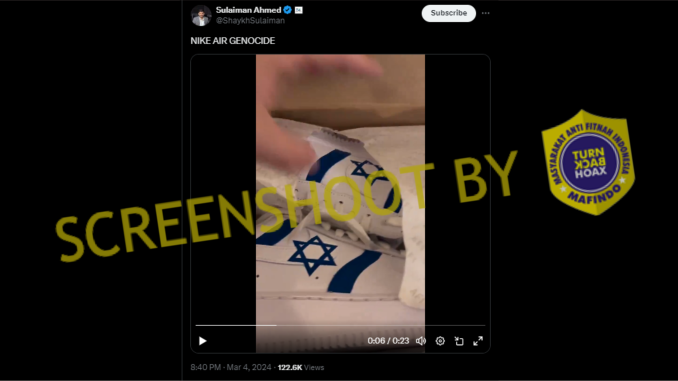 Sulaiman Ahmed
@ShaykhSulaiman
Subscribe
NIKE AIR GENOCIDE
SCREENSHOOT BY
MASYARAKAT ANTI FITNAH INDONESIA
TURN
BACK
HOAX
MAFINDO
0:06 / 0:23
8:40 PM · Mar 4, 2024 · 122.6K Views